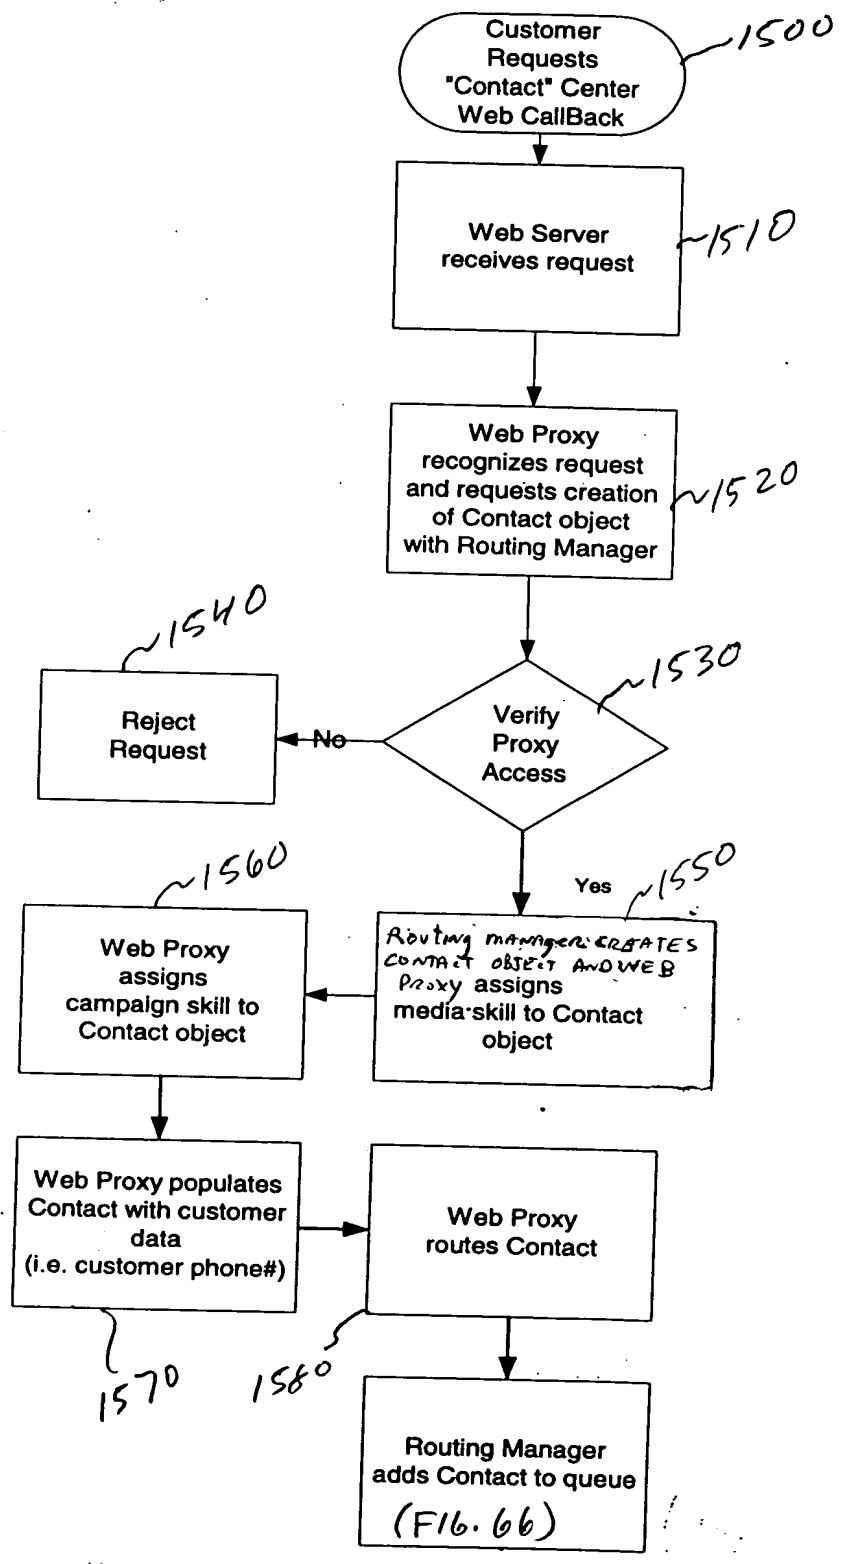 Customer
Requests
"Contact" Center
Web CallBack
1500
Web Server
receives request
1510
Web Proxy
recognizes request
and requests creation
of Contact object
with Routing Manager
1520
1540
Reject
Request
No
Verify
Proxy
Access
1530
Yes
1550
ROUTING MANAGER CREATES
CONTACT OBJECT AND WEB
PROXY assigns
media skill to Contact
object
1560
Web Proxy
assigns
campaign skill to
Contact object
Web Proxy populates
Contact with customer
data
(i.e. customer phone#)
1570
Web Proxy
routes Contact
1580
Routing Manager
adds Contact to queue
(FIG. 66)